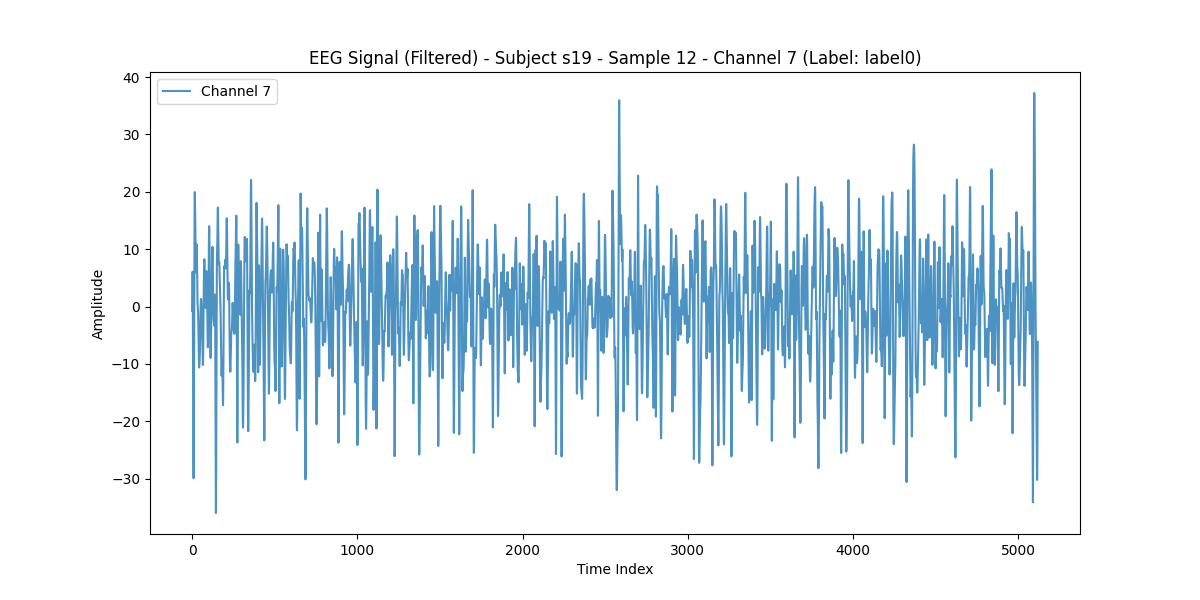 EEG Signal (Filtered) - Subject s19 - Sample 12 - Channel 7 (Label: label0)
Channel 7
40
30
20
10
0
−10
−20
−30
Amplitude
0 1000 2000 3000 4000 5000
Time Index